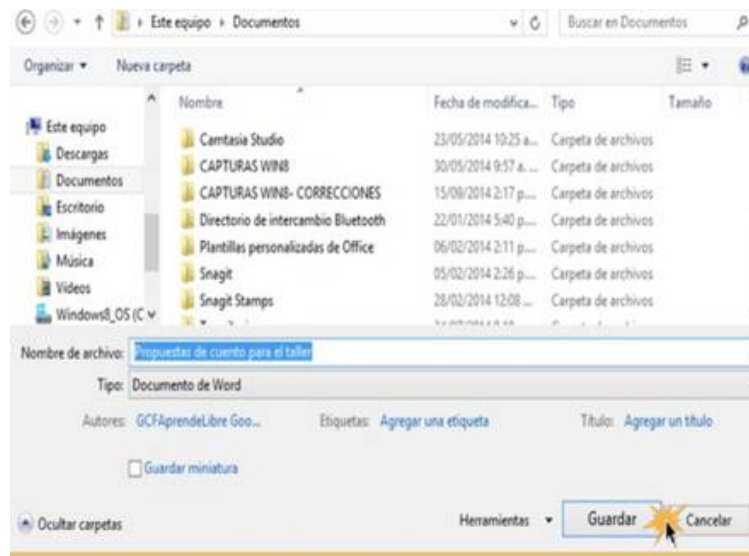 Este equipo ▸ Documentos
Buscar en Documentos
Organizar
Nueva carpeta
Nombre
Fecha de modifica...
Tipo
Tamaño
Este equipo
Descargas
Documentos
Escritorio
Imágenes
Música
Videos
Windows8_OS (C
Camtasia Studio 23/05/2014 10:25 a... Carpeta de archivos
CAPTURAS WIN8 30/05/2014 9:57 a. ... Carpeta de archivos
CAPTURAS WIN8- CORRECCIONES 15/08/2014 2:17 p.... Carpeta de archivos
Directorio de intercambio Bluetooth 22/01/2014 5:40 p.... Carpeta de archivos
Plantillas personalizadas de Office 06/02/2014 2:11 p.... Carpeta de archivos
Snagit 05/02/2014 2:26 p.... Carpeta de archivos
Snagit Stamps 28/02/2014 12:08 ... Carpeta de archivos
Nombre de archivo: Propuestas de cuento para el taller
Tipo: Documento de Word
Autores: GCFAprendeLibre Goo...
Etiquetas: Agregar una etiqueta
Título: Agregar un título
Guardar miniatura
Ocultar carpetas
Herramientas
Guardar
Cancelar